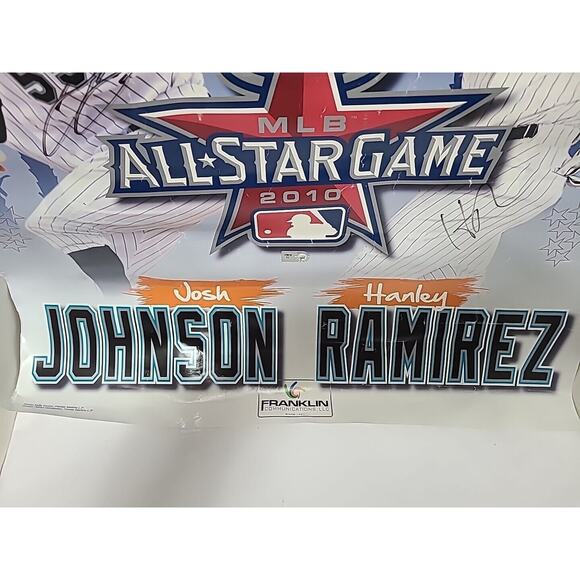 MLB
ALL★STAR GAME
2010
Josh
Hanley
JOHNSON RAMIREZ
FRANKLIN
COMMUNICATIONS, LLC